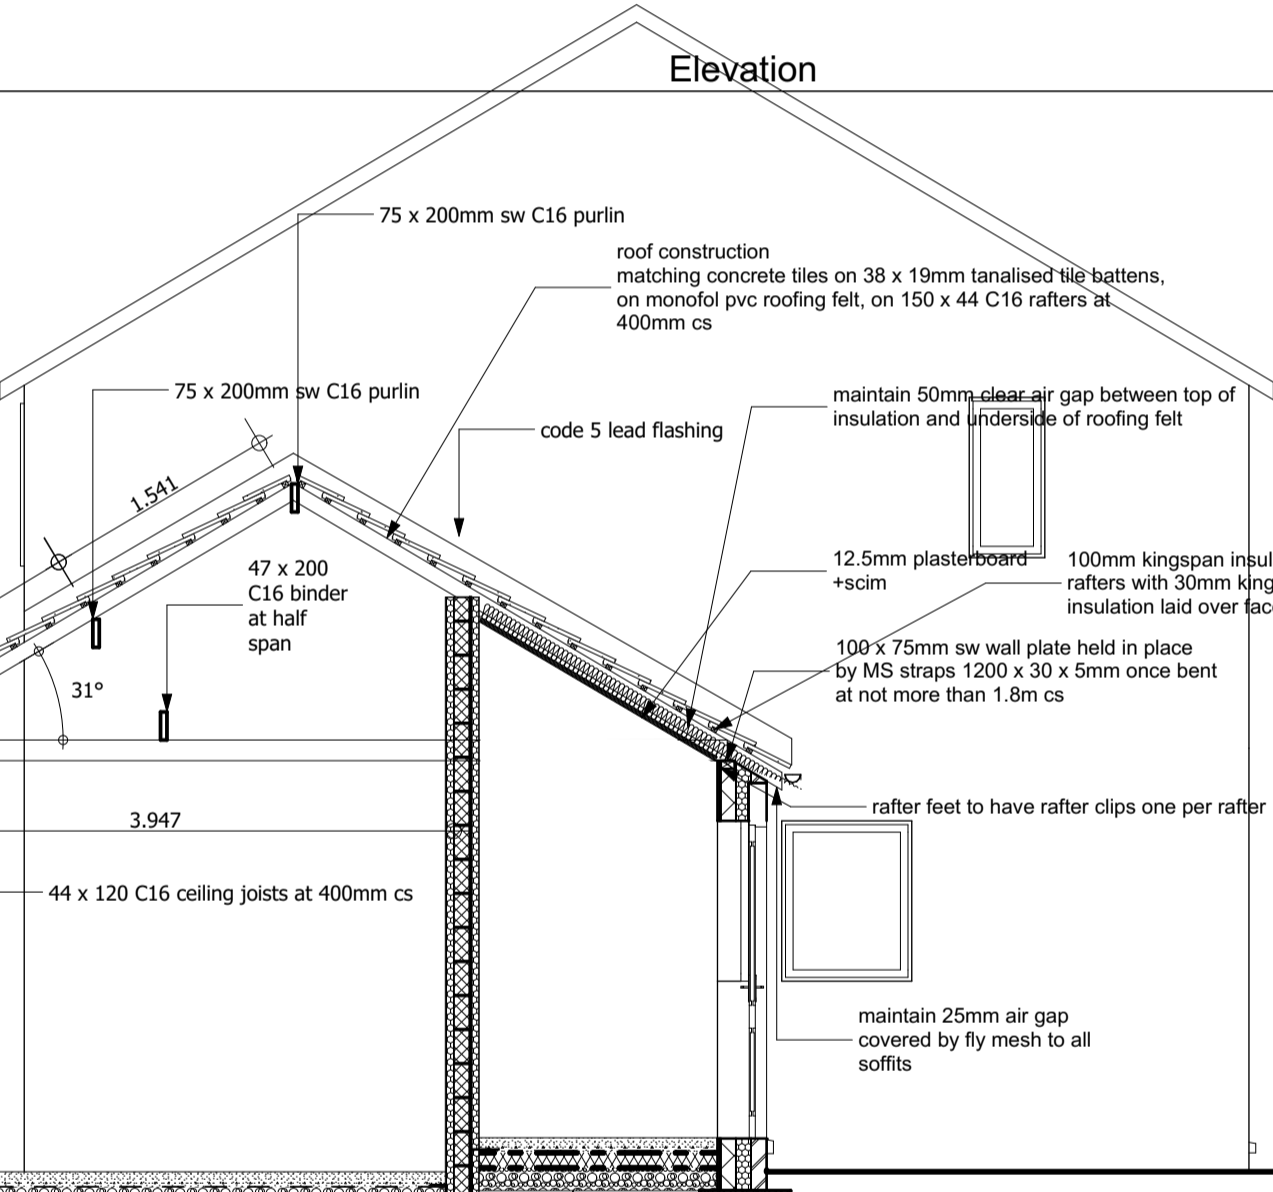 Elevation
75 x 200mm sw C16 purlin
roof construction
matching concrete tiles on 38 x 19mm tanalised tile battens,
on monofol pvc roofing felt, on 150 x 44 C16 rafters at
400mm cs
75 x 200mm sw C16 purlin
maintain 50mm clear air gap between top of
insulation and underside of roofing felt
code 5 lead flashing
1.541
47 x 200
C16 binder
at half
span
12.5mm plasterboard
+scim
100mm kingspan insul
rafters with 30mm king
insulation laid over fac
100 x 75mm sw wall plate held in place
by MS straps 1200 x 30 x 5mm once bent
at not more than 1.8m cs
31°
rafter feet to have rafter clips one per rafter
3.947
44 x 120 C16 ceiling joists at 400mm cs
maintain 25mm air gap
covered by fly mesh to all
soffits